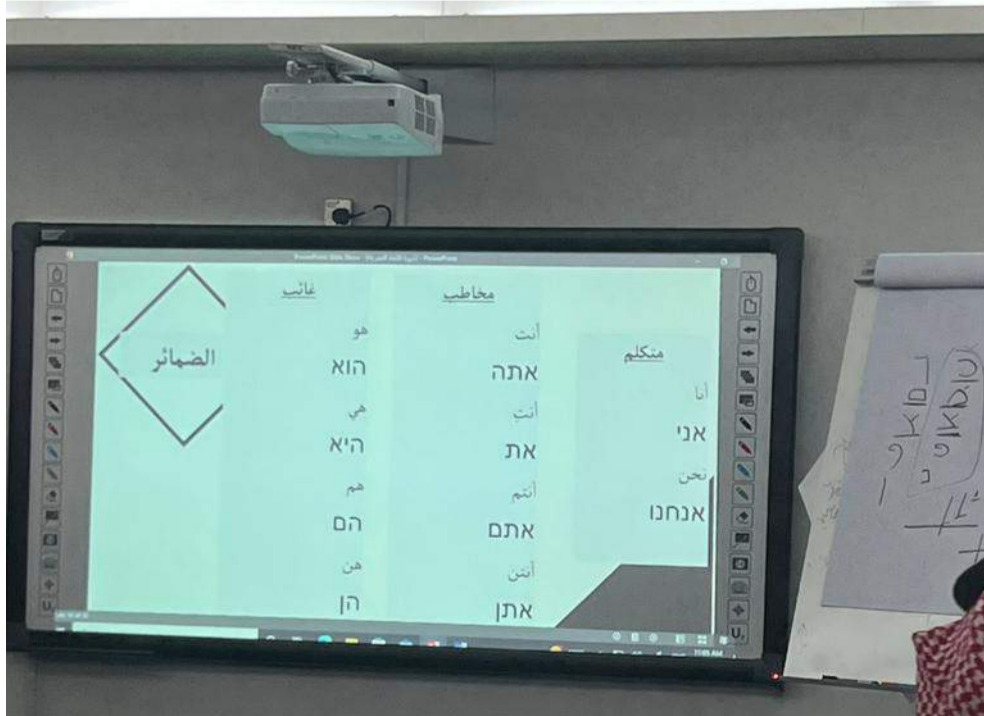 متكلم
أنا
אני
نحن
אנחנו
مخاطب
أنت
אתה
أنتِ
את
أنتم
אתם
أنتن
אתן
غائب
هو
הוא
هي
היא
هم
הם
هن
הן
الضمائر